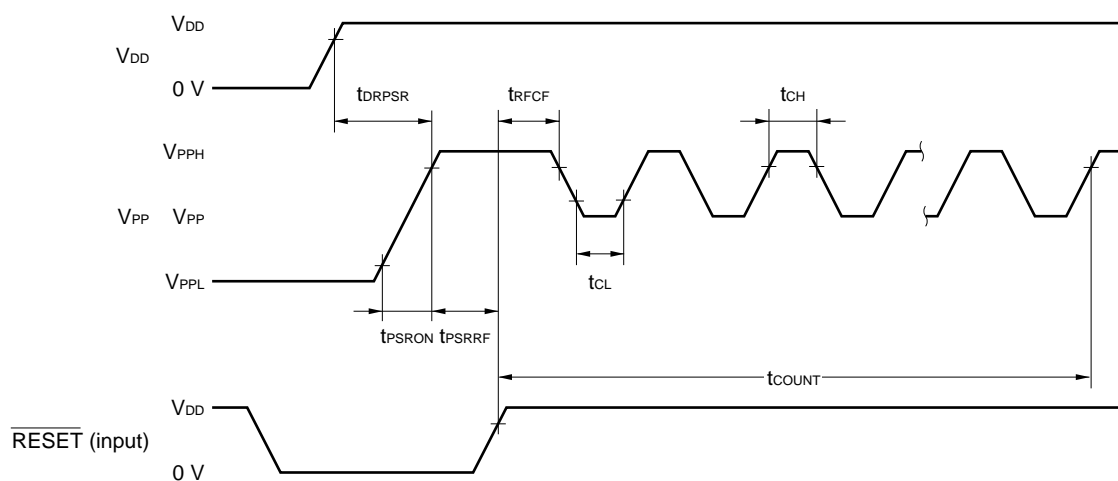 VDD
VDD
0 V
tDRPSR
tRFCF
tCH
VPPH
VPP VPP
VPPL
tCL
tPSRON tPSRRF
tCOUNT
VDD
RESET (input)
0 V